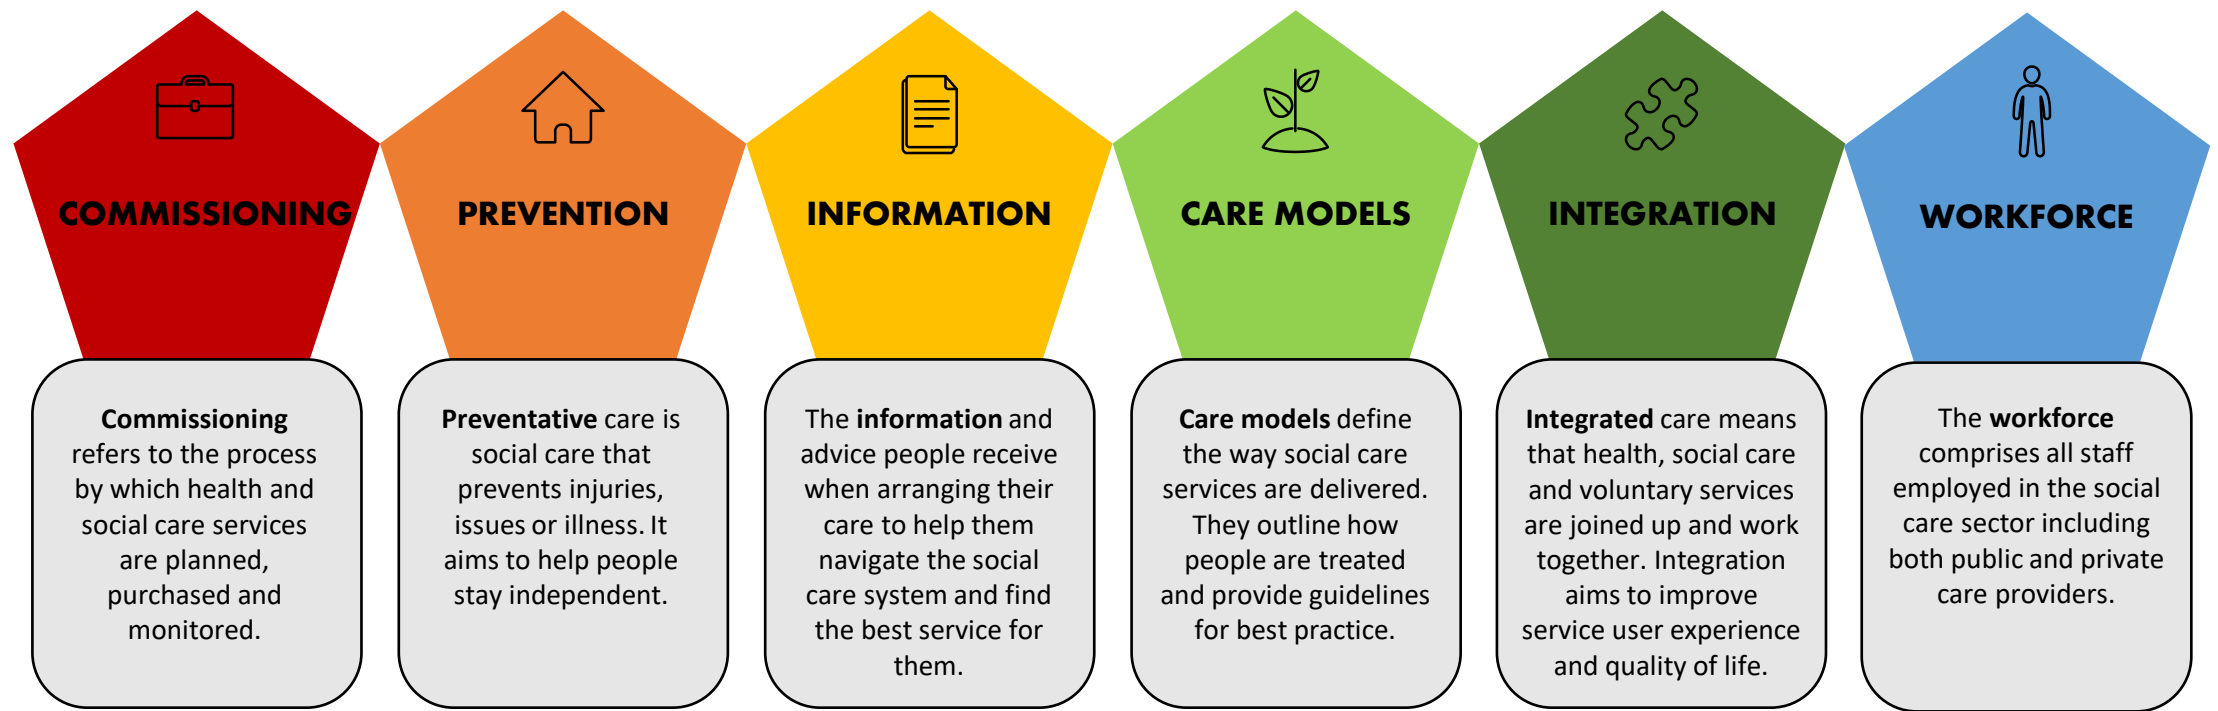 COMMISSIONING
PREVENTION
INFORMATION
CARE MODELS
INTEGRATION
WORKFORCE
Commissioning
refers to the process
by which health and
social care services
are planned,
purchased and
monitored.
Preventative care is
social care that
prevents injuries,
issues or illness. It
aims to help people
stay independent.
The information and
advice people receive
when arranging their
care to help them
navigate the social
care system and find
the best service for
them.
Care models define
the way social care
services are delivered.
They outline how
people are treated
and provide guidelines
for best practice.
Integrated care means
that health, social care
and voluntary services
are joined up and work
together. Integration
aims to improve
service user experience
and quality of life.
The workforce
comprises all staff
employed in the social
care sector including
both public and private
care providers.